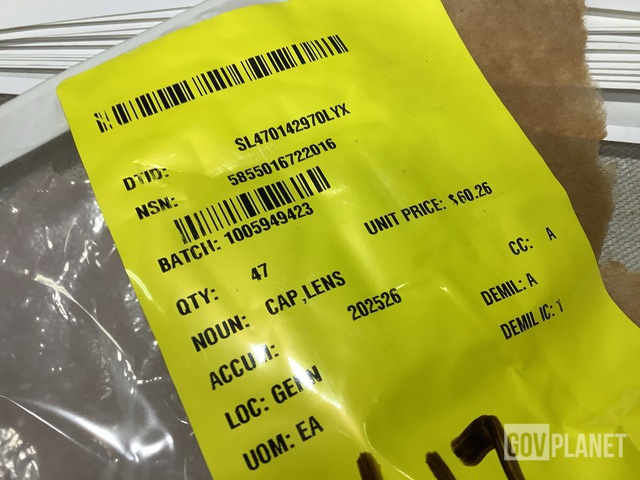 SL470142970LYX
DTID:
5855016722016
NSN:
BATCH: 1005949423
UNIT PRICE: $60.26
QTY: 47
CC: A
NOUN: CAP ,LENS
DEMIL: A
ACCUM: 202526
DEMIL IC: 1
LOC: GENN
UOM: EA
GOVPLANET